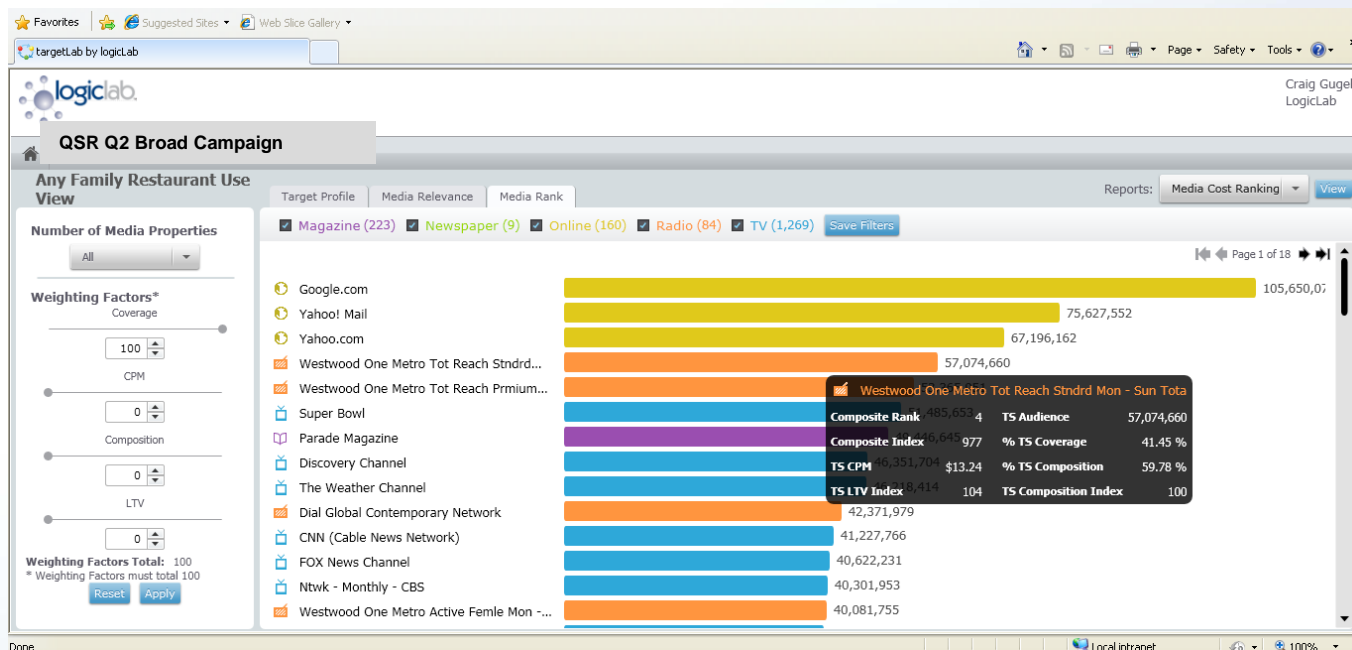 Favorites Suggested Sites Web Slice Gallery
targetLab by logicLab Page Safety Tools
logiclab. Craig Gugel
LogicLab
QSR Q2 Broad Campaign
Any Family Restaurant Use
View
Target Profile Media Relevance Media Rank Reports: Media Cost Ranking View
Number of Media Properties
All
Magazine (223) Newspaper (9) Online (160) Radio (84) TV (1,269) Save Filters
Page 1 of 18
Weighting Factors*
Coverage
100
CPM
0
Composition
0
LTV
0
Weighting Factors Total: 100
* Weighting Factors must total 100
Reset Apply
Google.com 105,650,07
Yahoo! Mail 75,627,552
Yahoo.com 67,196,162
Westwood One Metro Tot Reach Stndrd... 57,074,660
Westwood One Metro Tot Reach Prmium...
Super Bowl 51,485,653
Parade Magazine 
Discovery Channel 46,351,704
The Weather Channel
Dial Global Contemporary Network 42,371,979
CNN (Cable News Network) 41,227,766
FOX News Channel 40,622,231
Ntwk - Monthly - CBS 40,301,953
Westwood One Metro Active Femle Mon -... 40,081,755
Westwood One Metro Tot Reach Stndrd Mon - Sun Tota
Composite Rank 4 TS Audience 57,074,660
Composite Index 977 % TS Coverage 41.45 %
TS CPM $13.24 % TS Composition 59.78 %
TS LTV Index 104 TS Composition Index 100
Done Local intranet 100%